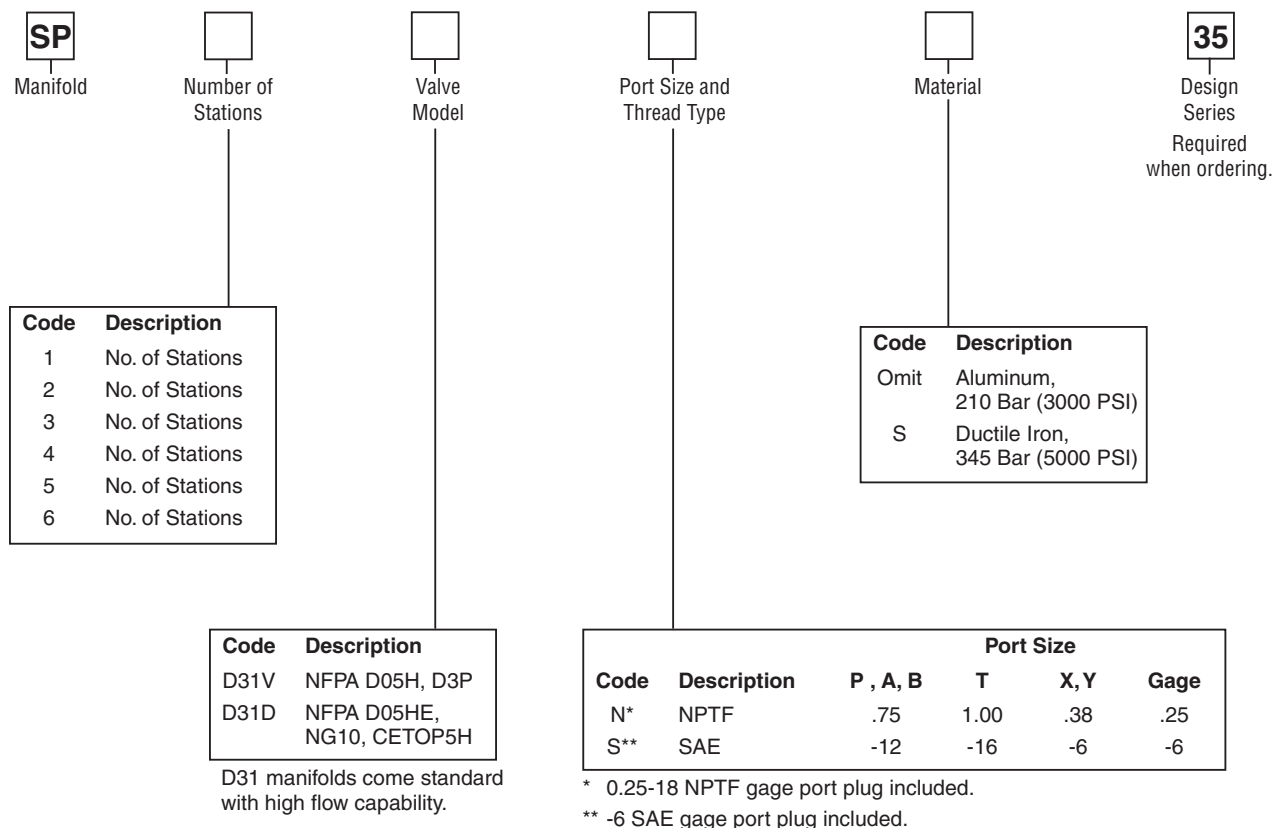 SP 35
Manifold Number of Stations Valve Model Port Size and Thread Type Material Design Series
Required when ordering.
Code Description
1 No. of Stations
2 No. of Stations
3 No. of Stations
4 No. of Stations
5 No. of Stations
6 No. of Stations
Code Description
Omit Aluminum,
210 Bar (3000 PSI)
S Ductile Iron,
345 Bar (5000 PSI)
Code Description
D31V NFPA D05H, D3P
D31D NFPA D05HE,
NG10, CETOP5H
D31 manifolds come standard
with high flow capability.
Port Size
Code Description P , A, B T X, Y Gage
N* NPTF .75 1.00 .38 .25
S** SAE -12 -16 -6 -6
* 0.25-18 NPTF gage port plug included.
** -6 SAE gage port plug included.